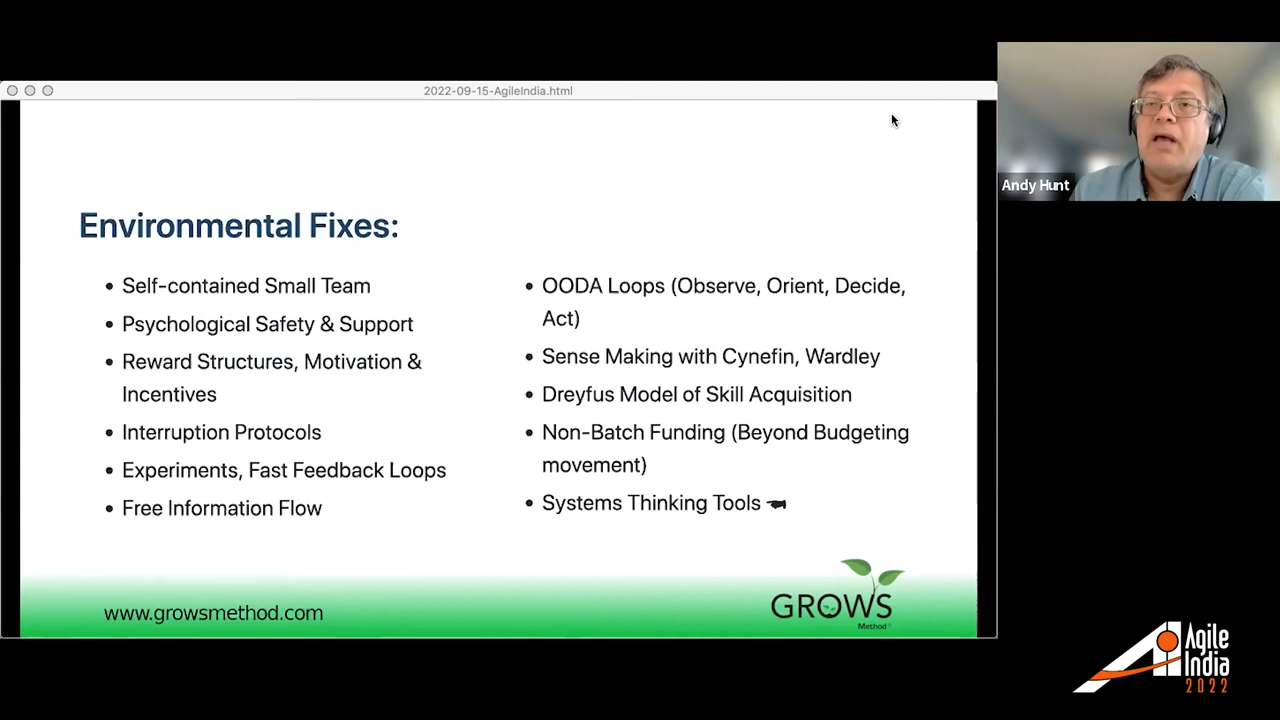 2022-09-15-AgileIndia.html
Andy Hunt
Environmental Fixes:
• Self-contained Small Team
• Psychological Safety & Support
• Reward Structures, Motivation &
Incentives
• Interruption Protocols
• Experiments, Fast Feedback Loops
• Free Information Flow
• OODA Loops (Observe, Orient, Decide,
Act)
• Sense Making with Cynefin, Wardley
• Dreyfus Model of Skill Acquisition
• Non-Batch Funding (Beyond Budgeting
movement)
• Systems Thinking Tools
www.growsmethod.com
GROWS
Method
Agile
India
2022